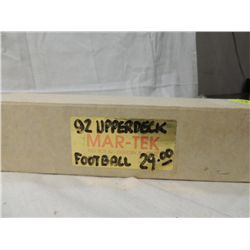 92 UPPERDECK
MAR-TEK
FOOTBALL 29.00